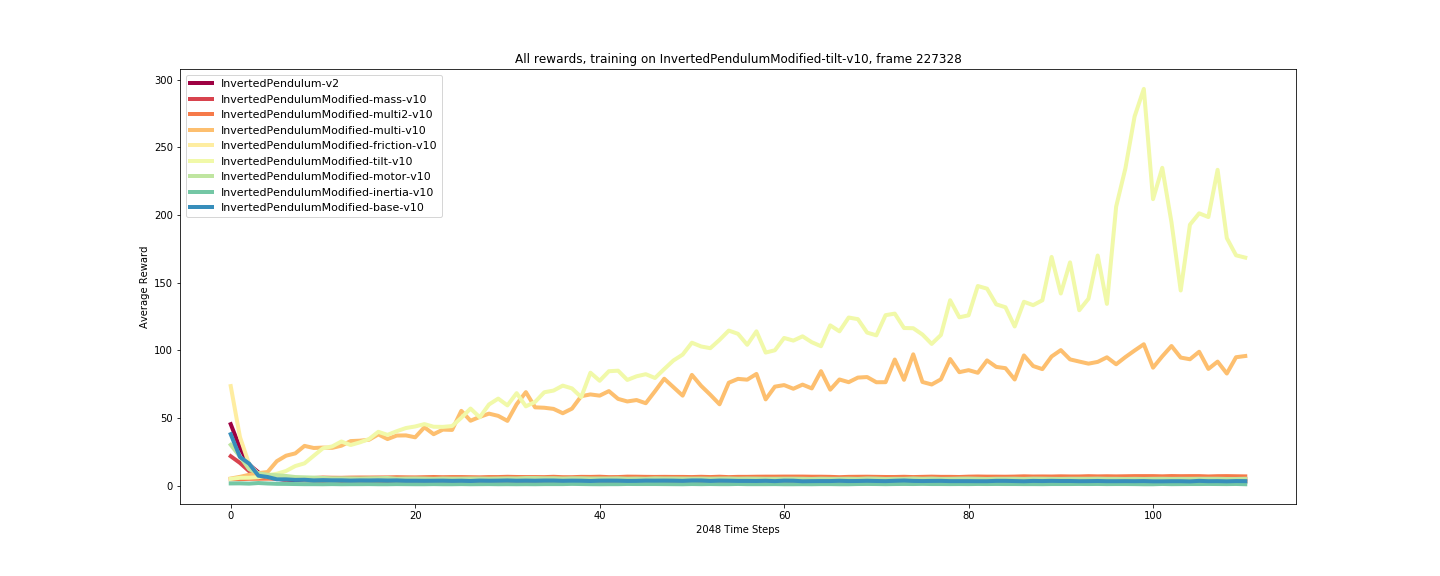 All rewards, training on InvertedPendulumModified-tilt-v10, frame 227328
300
250
200
150
100
50
0
Average Reward
InvertedPendulum-v2
InvertedPendulumModified-mass-v10
InvertedPendulumModified-multi2-v10
InvertedPendulumModified-multi-v10
InvertedPendulumModified-friction-v10
InvertedPendulumModified-tilt-v10
InvertedPendulumModified-motor-v10
InvertedPendulumModified-inertia-v10
InvertedPendulumModified-base-v10
0 20 40 60 80 100
2048 Time Steps